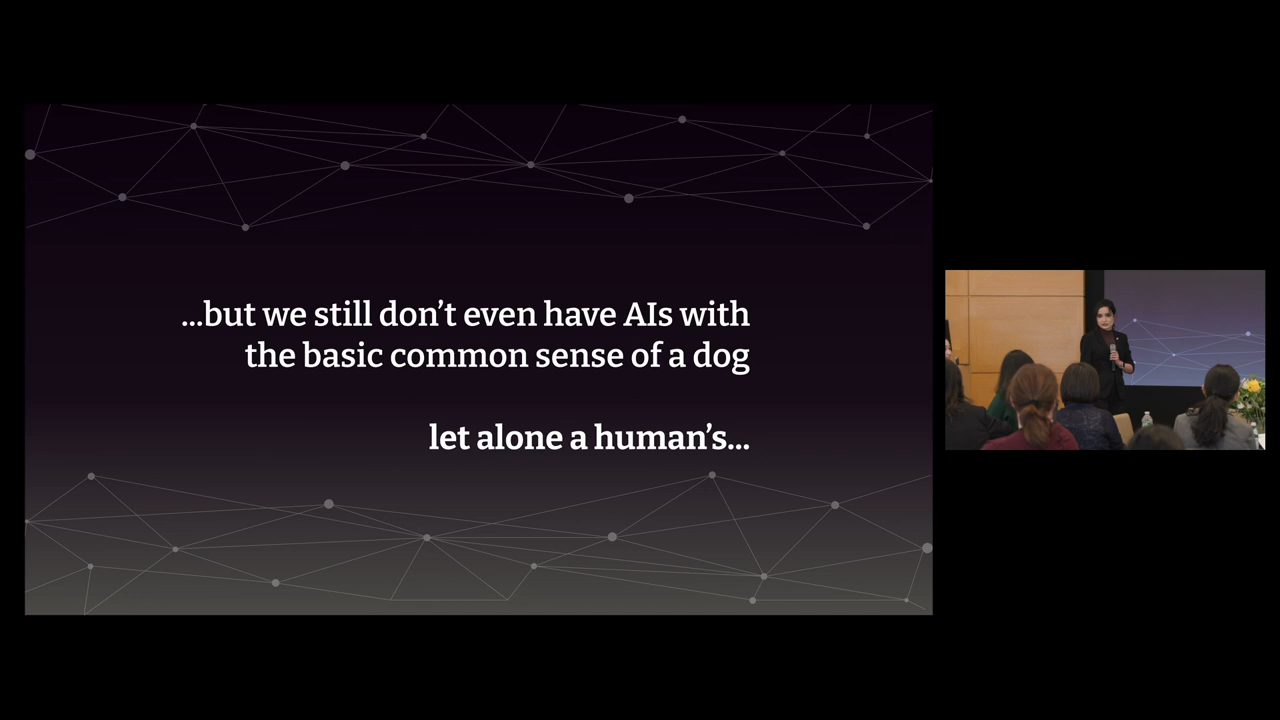 ...but we still don’t even have AIs with
the basic common sense of a dog
let alone a human’s...